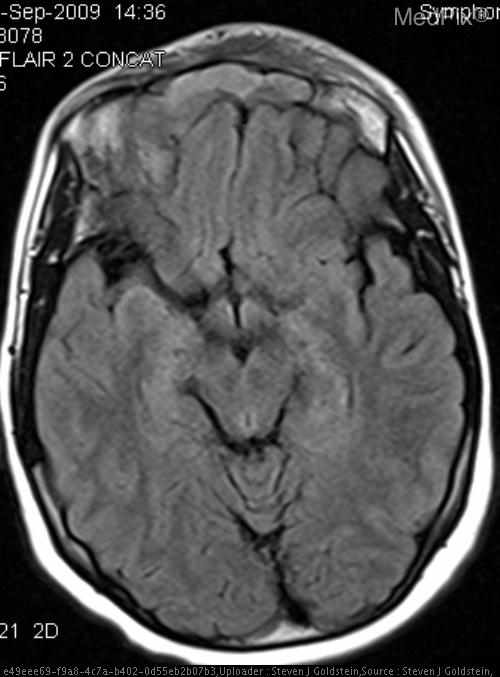 -Sep-2009 14:36
Symphon
MedPix®
3078
FLAIR 2 CONCAT
6
21 2D
e49eee69-f9a8-4c7a-b402-0d55eb2b07b3,Uploader : Steven J Goldstein,Source : Steven J Goldstein,